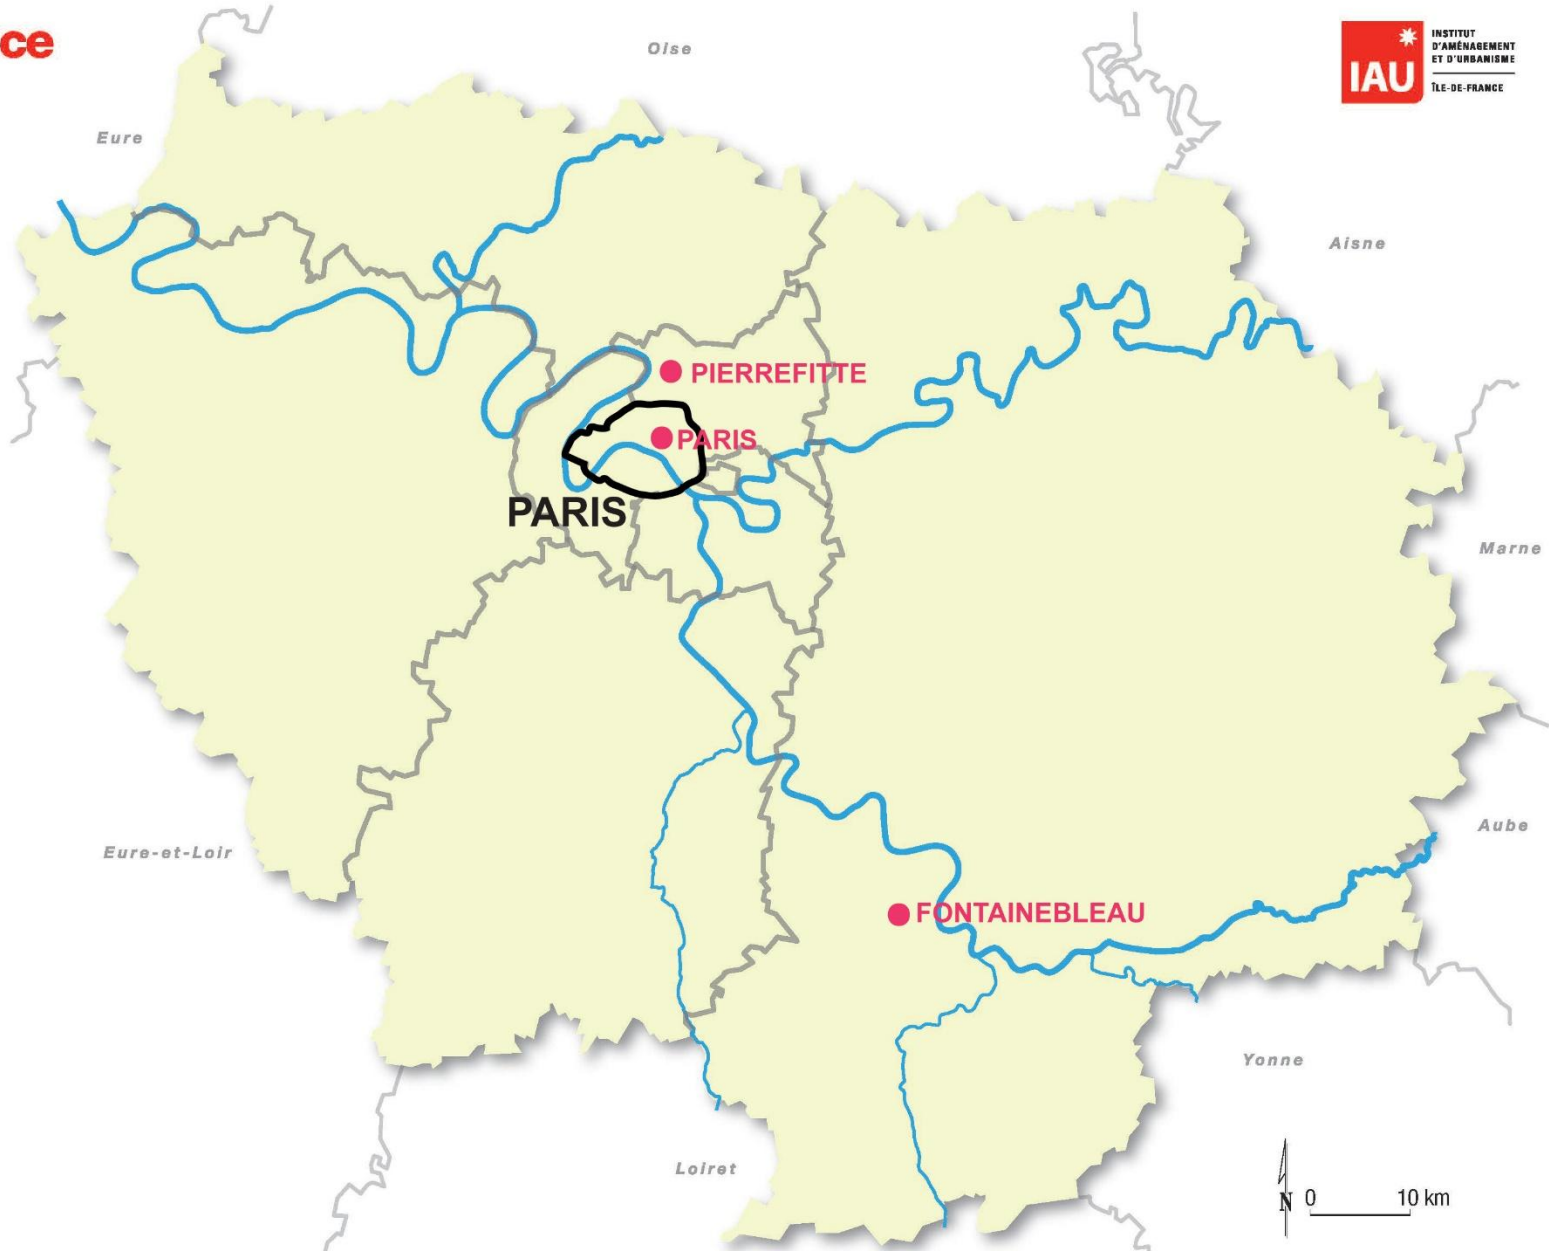 ce
Oise
IAU
INSTITUT
D'AMÉNAGEMENT
ET D'URBANISME
ÎLE-DE-FRANCE
Eure
Aisne
PIERREFITTE
PARIS
PARIS
Marne
Aube
Eure-et-Loir
FONTAINEBLEAU
Yonne
Loiret
N 0 10 km